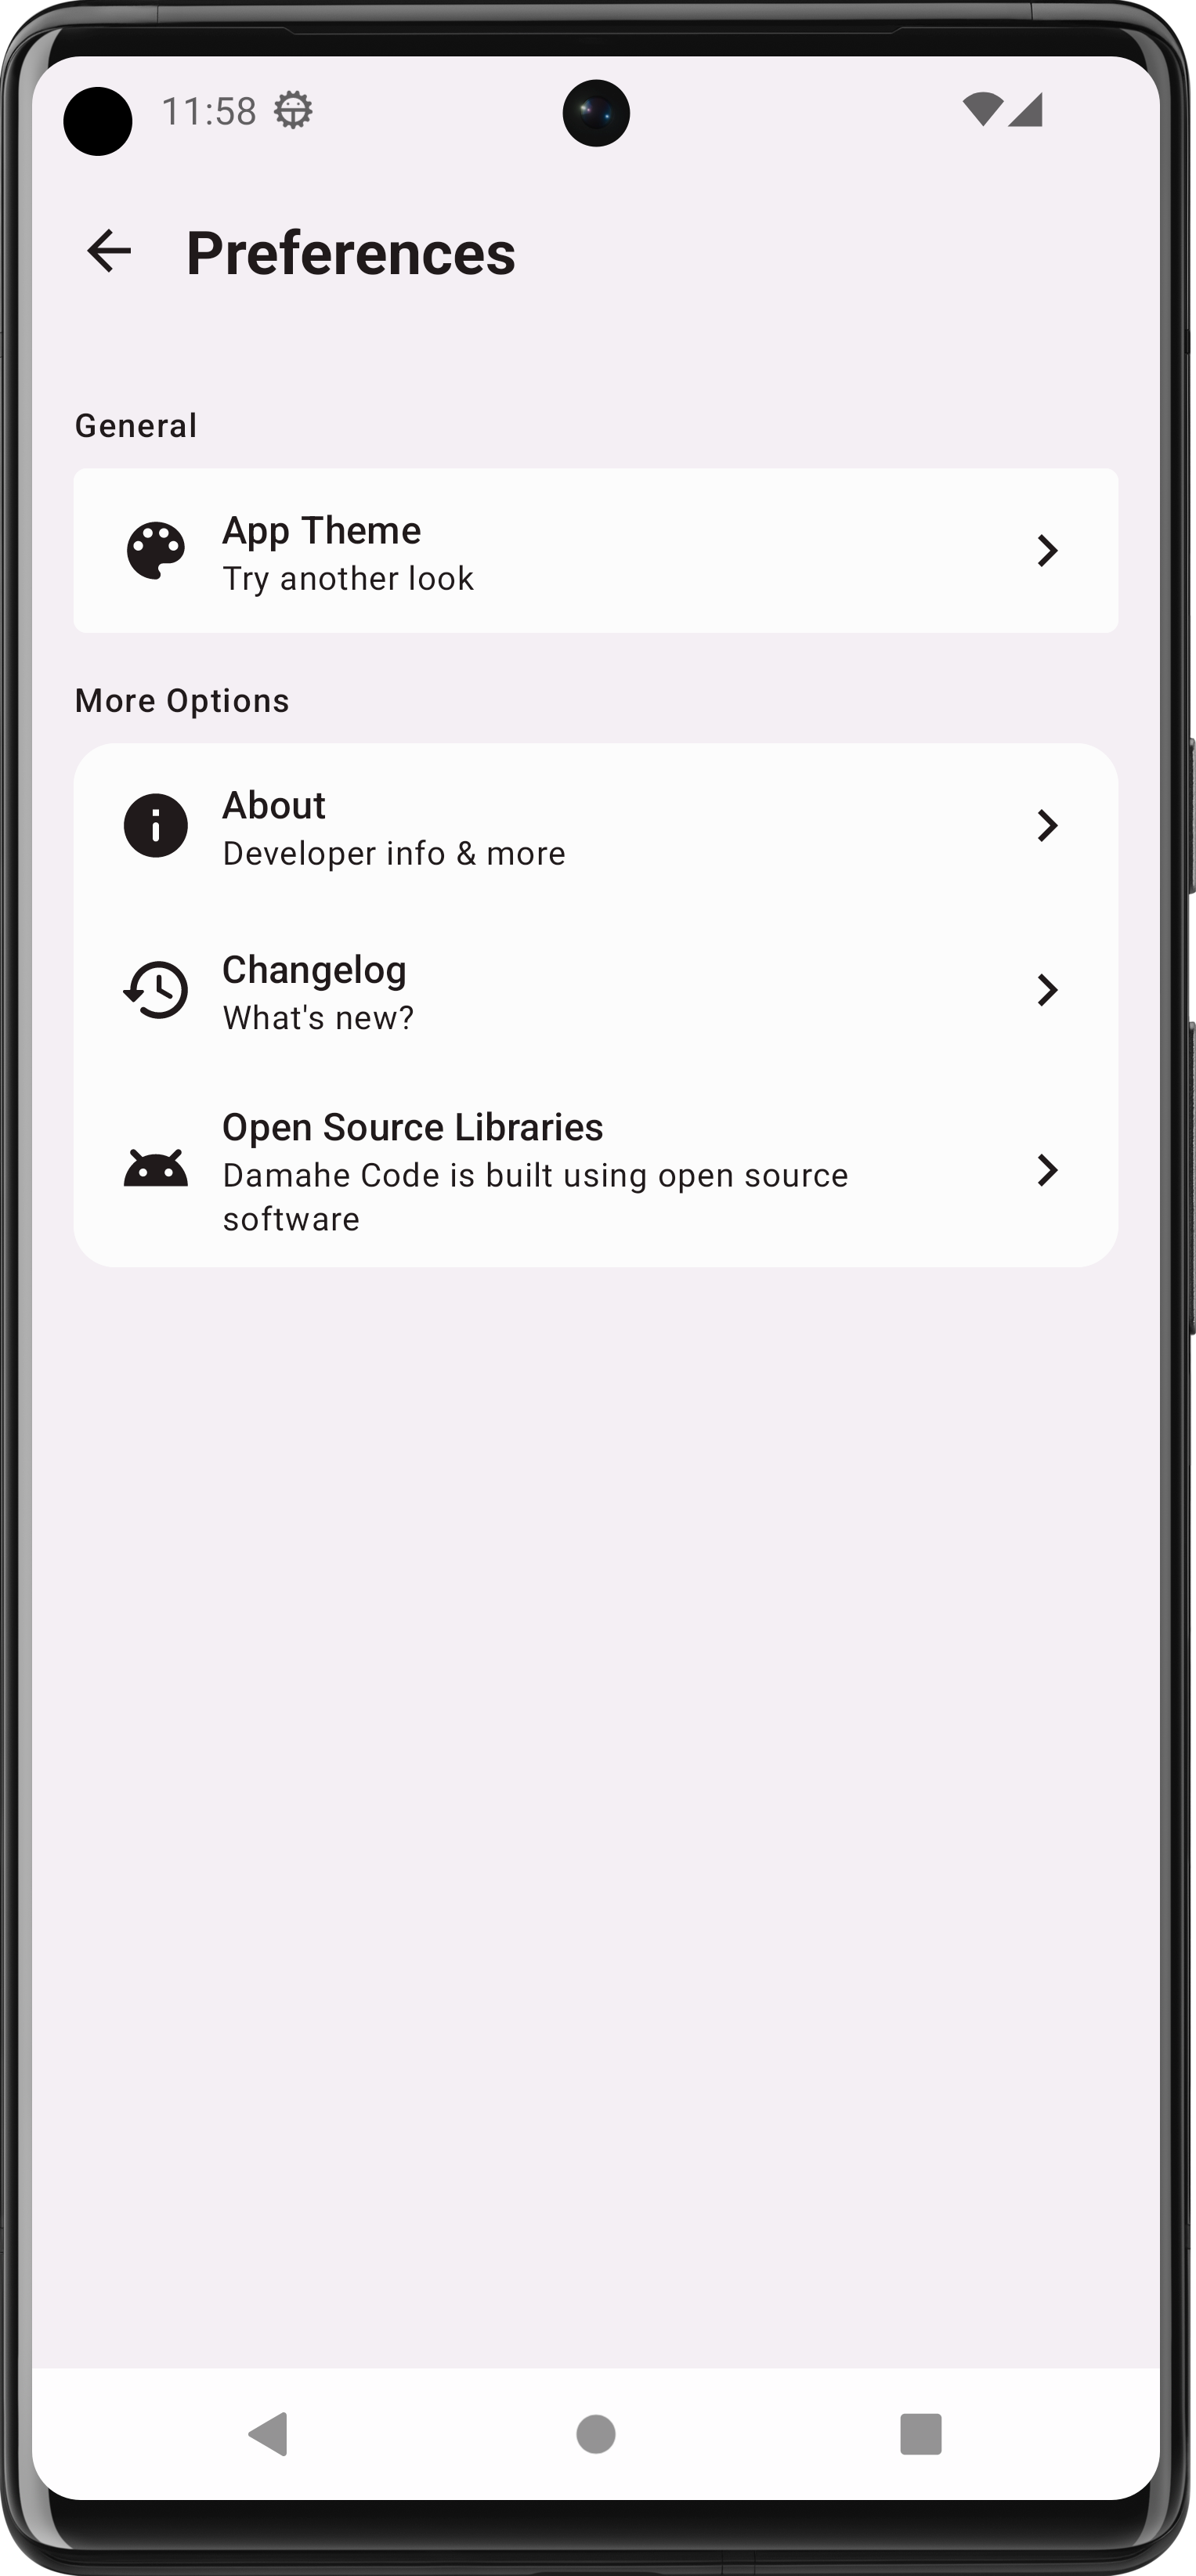 11:58
Preferences
General
App Theme
Try another look
More Options
About
Developer info & more
Changelog
What's new?
Open Source Libraries
Damahe Code is built using open source
software